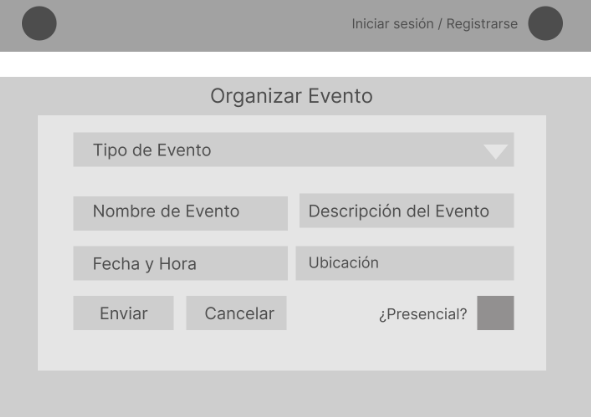 Iniciar sesión / Registrarse
Organizar Evento
Tipo de Evento
Nombre de Evento
Descripción del Evento
Fecha y Hora
Ubicación
Enviar
Cancelar
¿Presencial?